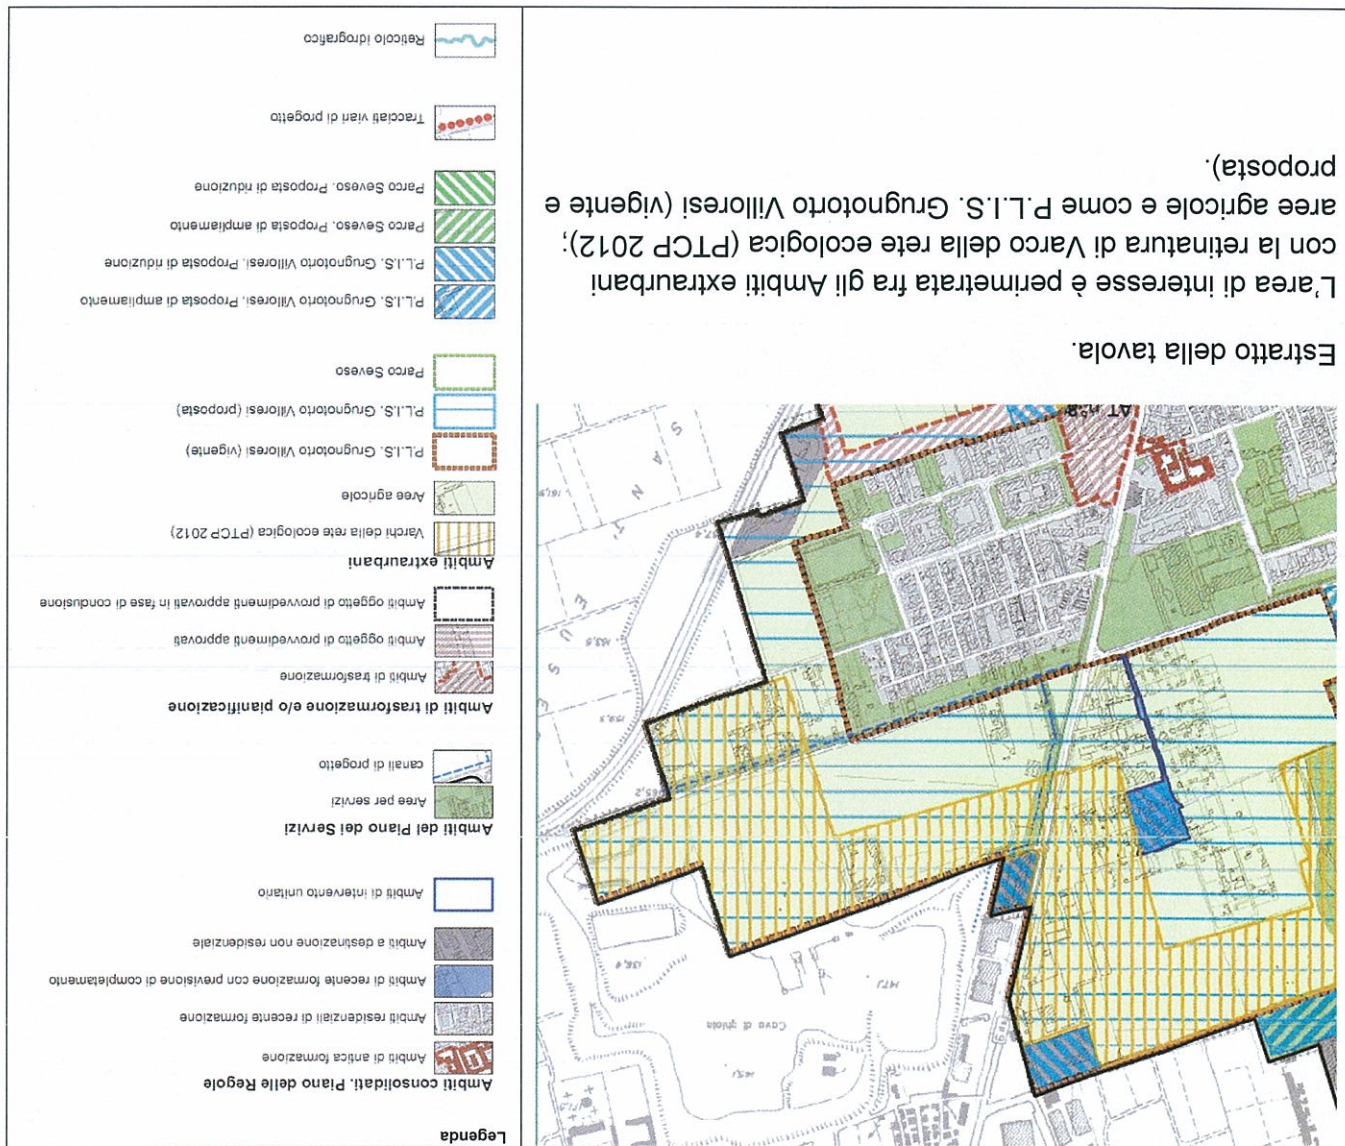 Legenda
Ambiti consolidati. Piano delle Regole
Ambiti di antica formazione
Ambiti residenziali di recente formazione
Ambiti di recente formazione con previsione di completamento
Ambiti a destinazione non residenziale
Ambiti di intervento unitario
Ambiti del Piano dei Servizi
Aree per servizi
canali di progetto
Ambiti di trasformazione e/o pianificazione
Ambiti di trasformazione
Ambiti oggetto di provvedimenti approvati
Ambiti oggetto di provvedimenti approvati in fase di conclusione
Ambiti extraurbani
Varchi della rete ecologica (PTCP 2012)
Aree agricole
P.L.I.S. Grugnotorto Villoresi (vigente)
P.L.I.S. Grugnotorto Villoresi (proposta)
Parco Seveso
P.L.I.S. Grugnotorto Villoresi. Proposta di ampliamento
P.L.I.S. Grugnotorto Villoresi. Proposta di riduzione
Parco Seveso. Proposta di ampliamento
Parco Seveso. Proposta di riduzione
Tracciati viari di progetto
Reticolo idrografico
Cava di ghiaia
AT n°8
Estratto della tavola.
L'area di interesse è perimetrata fra gli Ambiti extraurbani
con la retinatura di Varco della rete ecologica (PTCP 2012);
aree agricole e come P.L.I.S. Grugnotorto Villoresi (vigente e
proposta).